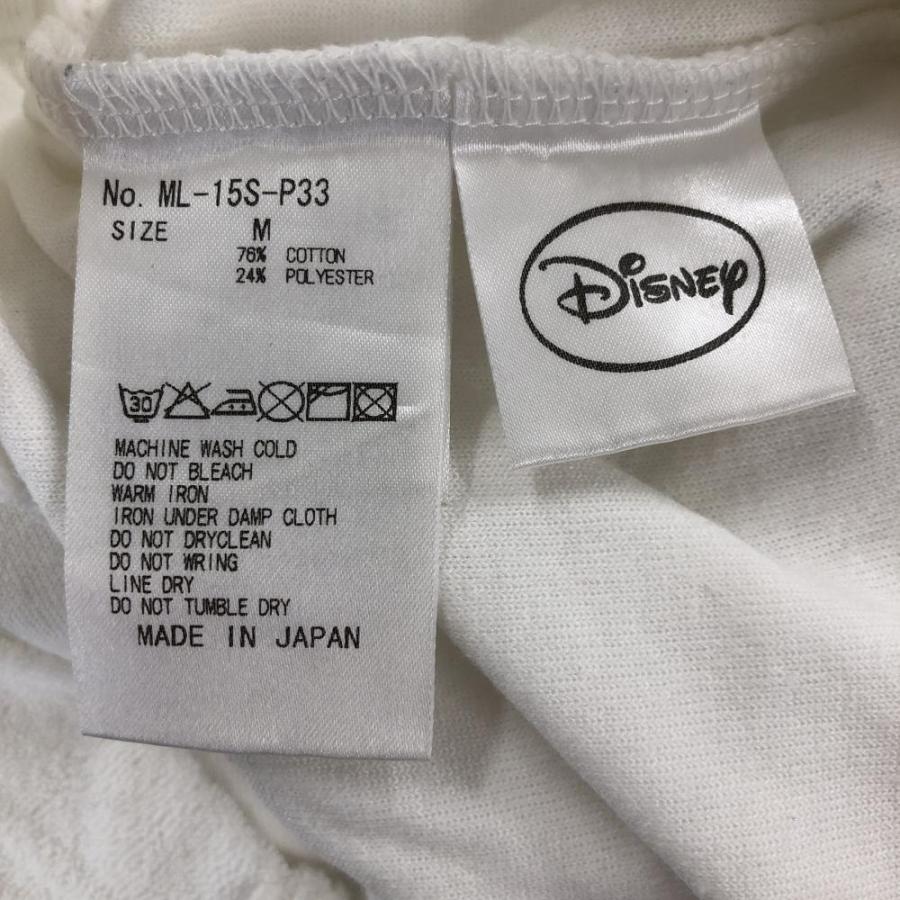 No. ML-15S-P33
SIZE M
76% COTTON
24% POLYESTER
30
MACHINE WASH COLD
DO NOT BLEACH
WARM IRON
IRON UNDER DAMP CLOTH
DO NOT DRYCLEAN
DO NOT WRING
LINE DRY
DO NOT TUMBLE DRY
MADE IN JAPAN
Disney